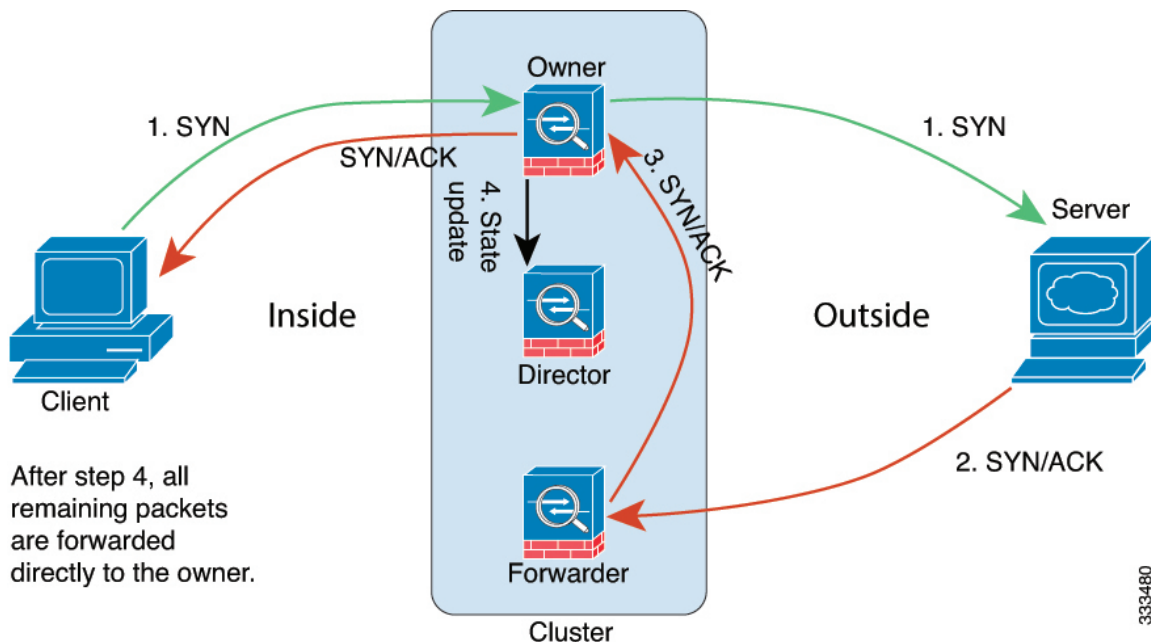 Owner
1. SYN
1. SYN
SYN/ACK
3. SYN/ACK
4. State
update
Server
Inside
Outside
Director
Client
2. SYN/ACK
After step 4, all
remaining packets
are forwarded
directly to the owner.
Forwarder
Cluster
333480